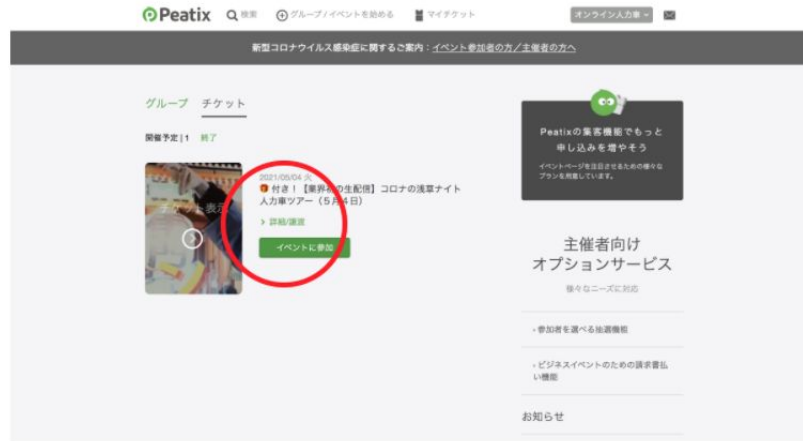 Peatix
検索
グループ/イベントを始める
マイチケット
オンライン人力車
新型コロナウイルス感染症に関するご案内：イベント参加者の方／主催者の方へ
グループ チケット
開催予定|1 終了
チケット表示
2021/05/04 火
付き！【業界初の生配信】コロナの浅草ナイト
人力車ツアー（５月４日）
> 詳細/譲渡
イベントに参加
Peatixの集客機能でもっと
申し込みを増やそう
イベントページを注目させるための様々な
プランを用意しています。
主催者向け
オプションサービス
様々なニーズに対応
・参加者を選べる抽選機能
・ビジネスイベントのための請求書払
い機能
お知らせ